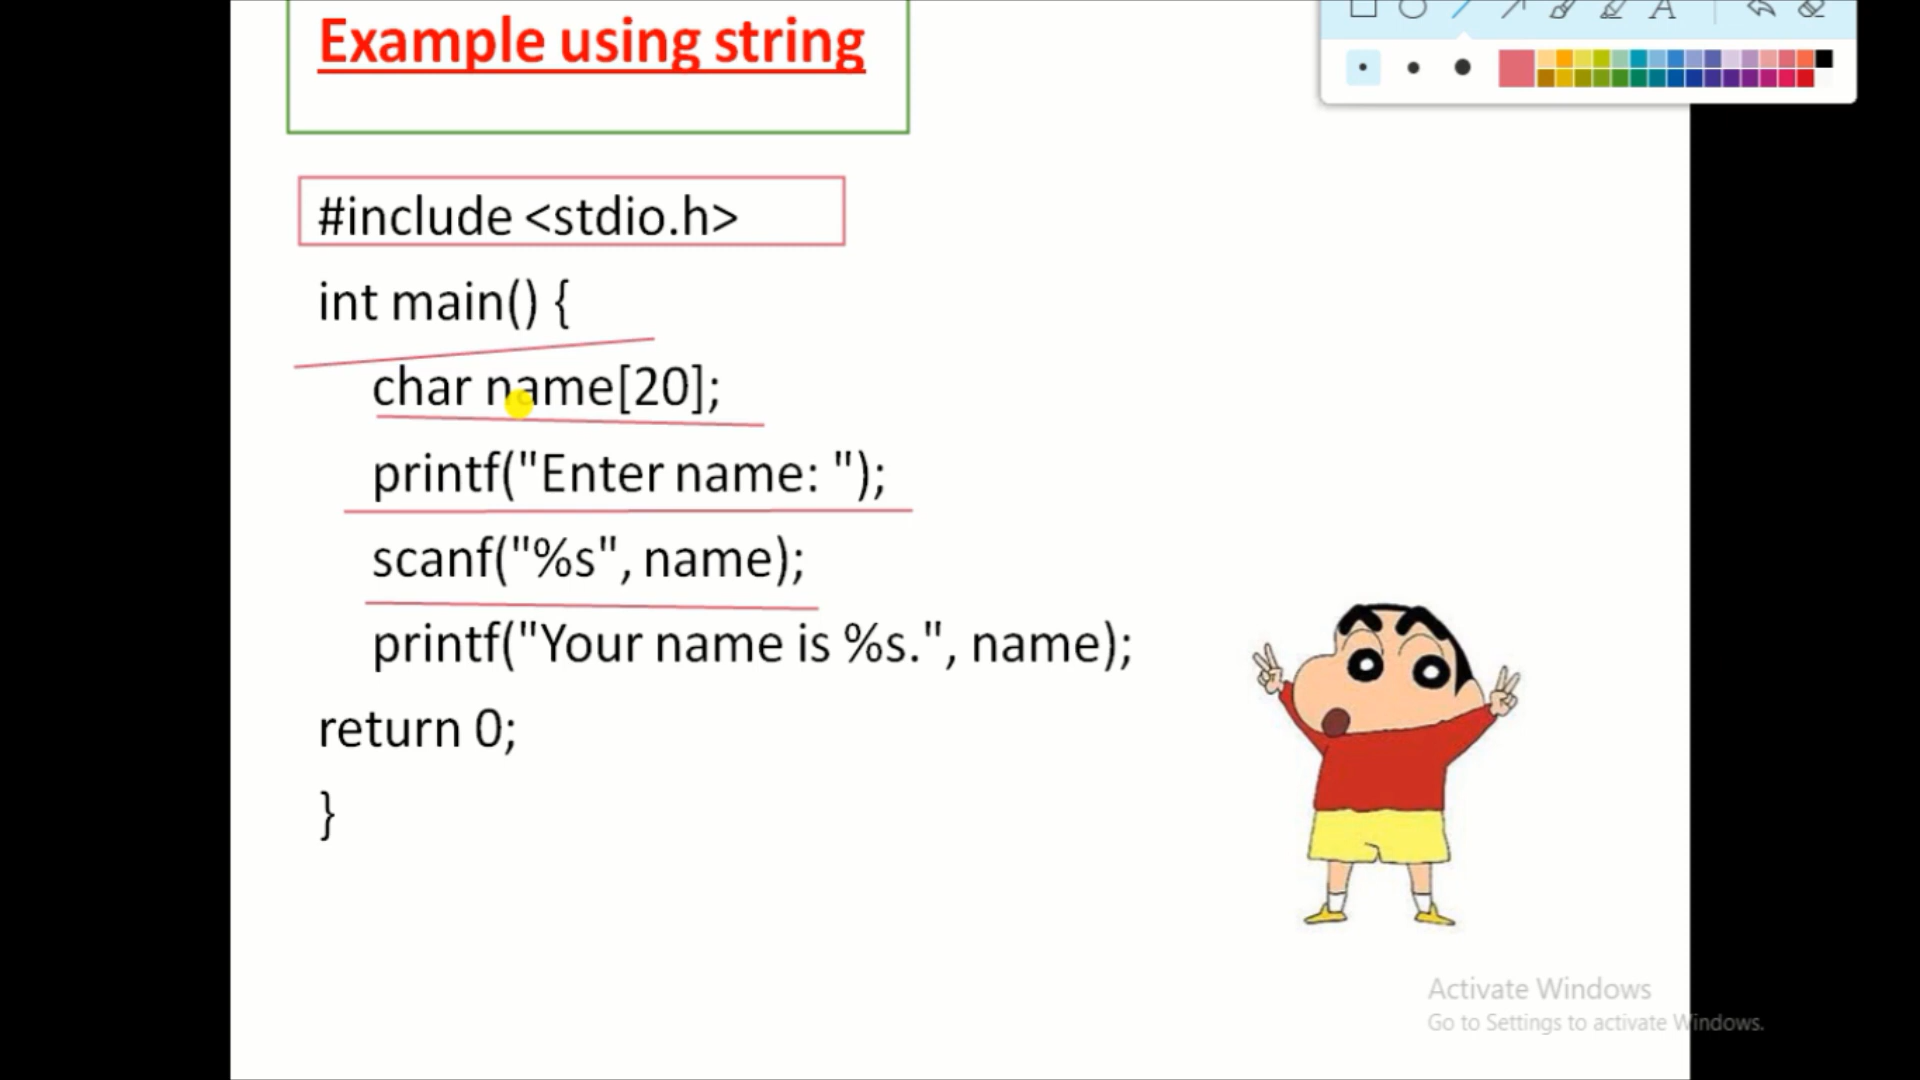 Example using string
#include <stdio.h>
int main() {
char name[20];
printf("Enter name: ");
scanf("%s", name);
printf("Your name is %s.", name);
return 0;
}
A
Activate Windows
Go to Settings to activate Windows.